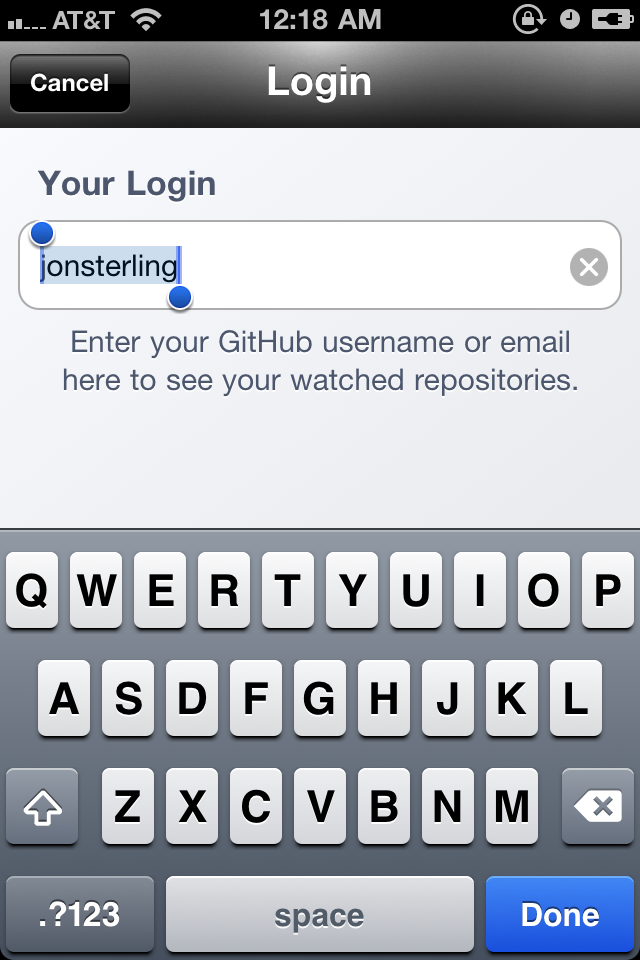 AT&T 12:18 AM
Cancel Login
Your Login
jonsterling
Enter your GitHub username or email
here to see your watched repositories.
Q W E R T Y U I O P
A S D F G H J K L
Z X C V B N M
.?123 space Done